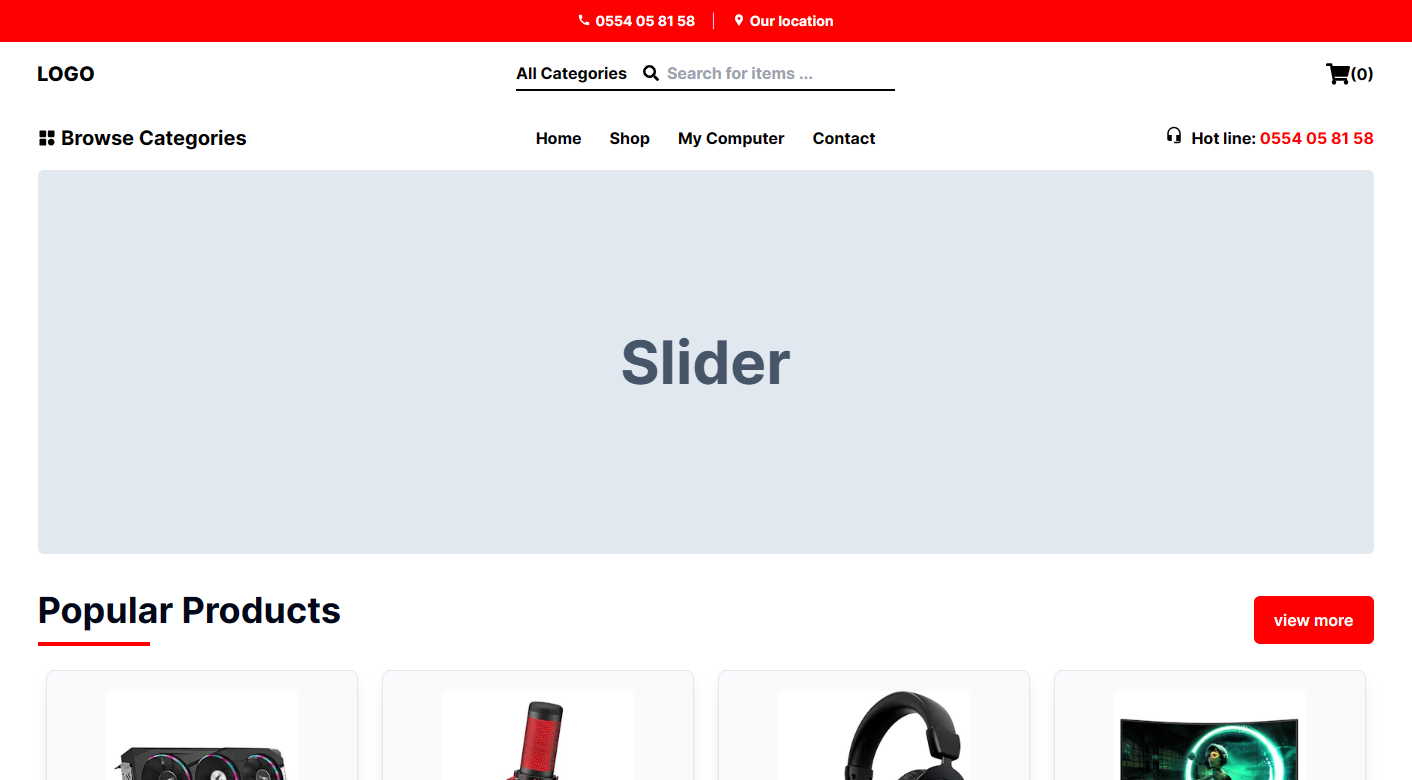 0554 05 81 58 Our location
LOGO All Categories Search for items ... (0)
Browse Categories Home Shop My Computer Contact Hot line: 0554 05 81 58
Slider
Popular Products view more